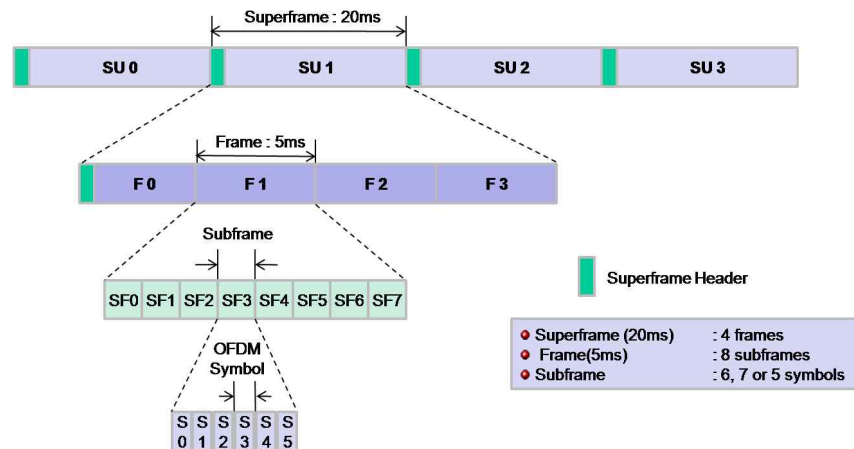 Superframe : 20ms
SU 0 SU 1 SU 2 SU 3
Frame : 5ms
F 0 F 1 F 2 F 3
Subframe
SF0 SF1 SF2 SF3 SF4 SF5 SF6 SF7
Superframe Header
OFDM
Symbol
S S S S S S
0 1 2 3 4 5
Superframe (20ms) : 4 frames
Frame(5ms) : 8 subframes
Subframe : 6, 7 or 5 symbols